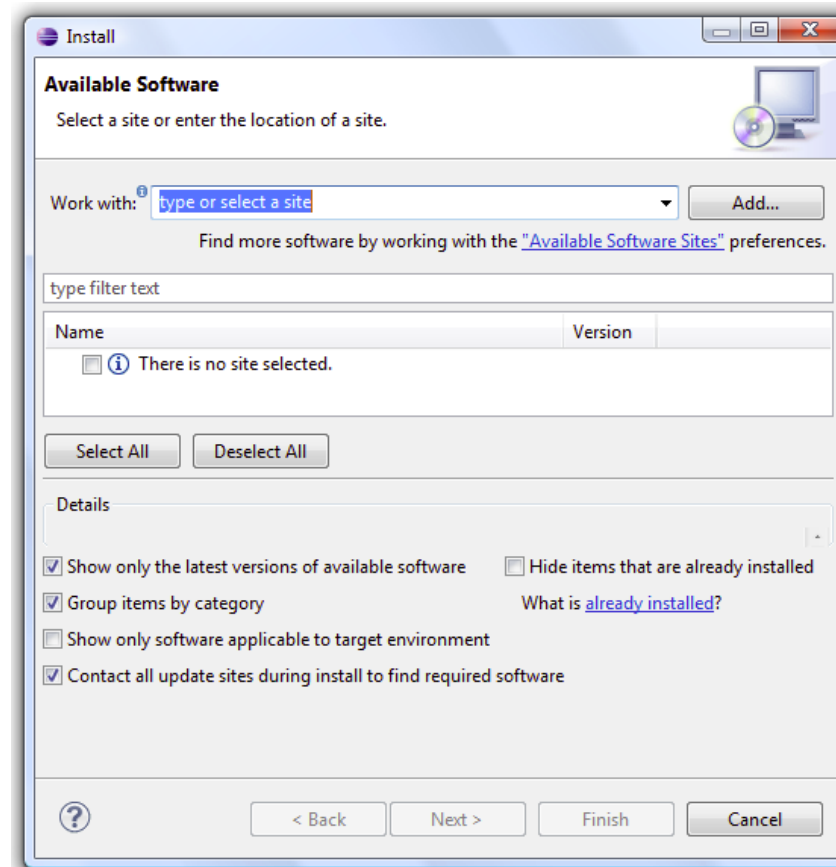 Install
Available Software
Select a site or enter the location of a site.
Work with: type or select a site Add...
Find more software by working with the "Available Software Sites" preferences.
type filter text
Name Version
There is no site selected.
Select All Deselect All
Details
Show only the latest versions of available software Hide items that are already installed
Group items by category What is already installed?
Show only software applicable to target environment
Contact all update sites during install to find required software
? < Back Next > Finish Cancel